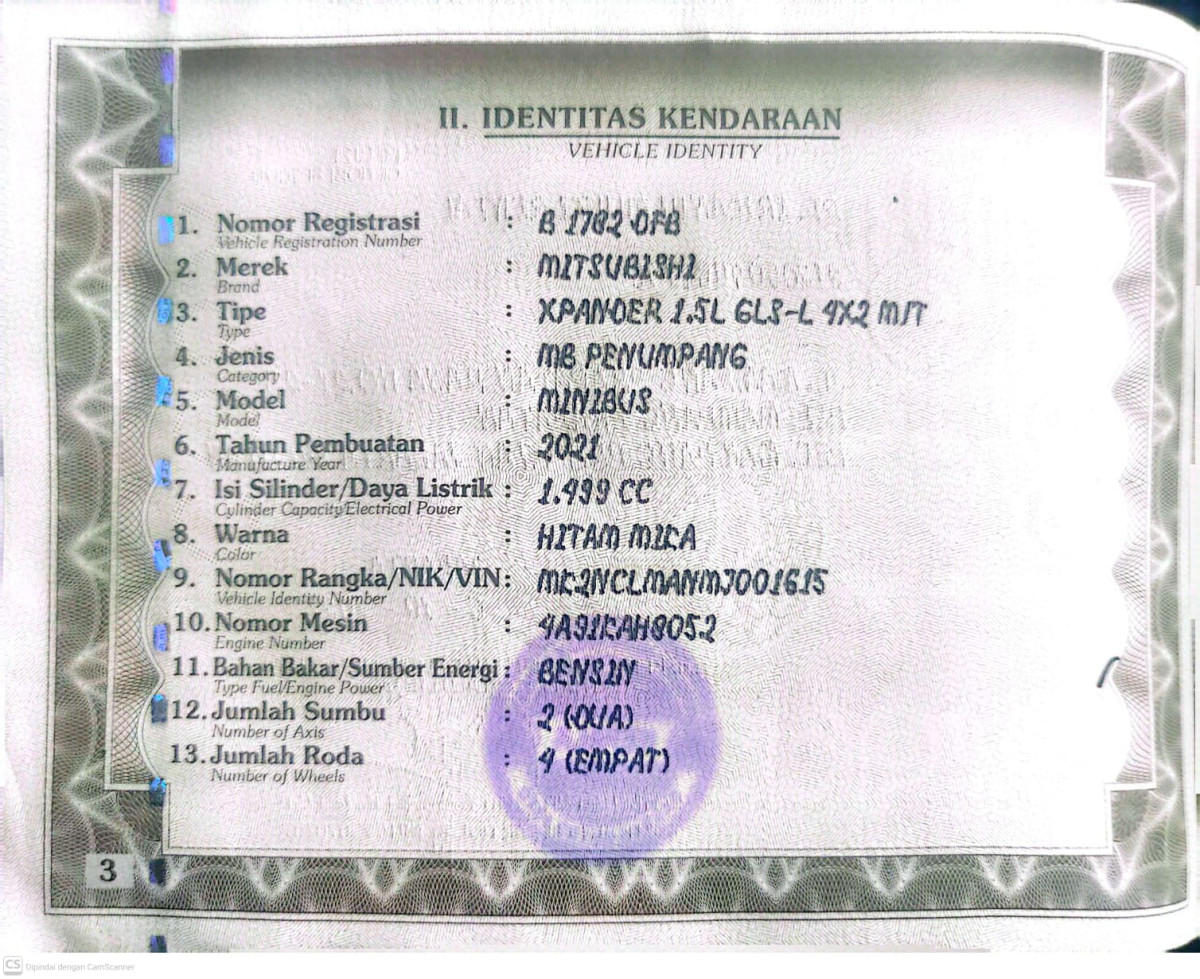 II. IDENTITAS KENDARAAN
VEHICLE IDENTITY
1. Nomor Registrasi : B 1782 OFB
Vehicle Registration Number
2. Merek : MITSUBISHI
Brand
3. Tipe : XPANDER 1.5L GLS-L 4X2 M/T
Type
4. Jenis : MB PENUMPANG
Category
5. Model : MINIBUS
Model
6. Tahun Pembuatan : 2021
Manufacture Year
7. Isi Silinder/Daya Listrik : 1.499 CC
Cylinder Capacity/Electrical Power
8. Warna : HITAM MIKA
Color
9. Nomor Rangka/NIK/VIN : MK2NCLMANMJ001615
Vehicle Identity Number
10. Nomor Mesin : 4A91KAH8052
Engine Number
11. Bahan Bakar/Sumber Energi : BENSIN
Type Fuel/Engine Power
12. Jumlah Sumbu : 2 (DUA)
Number of Axis
13. Jumlah Roda : 4 (EMPAT)
Number of Wheels
3
CS Dipindai dengan CamScanner